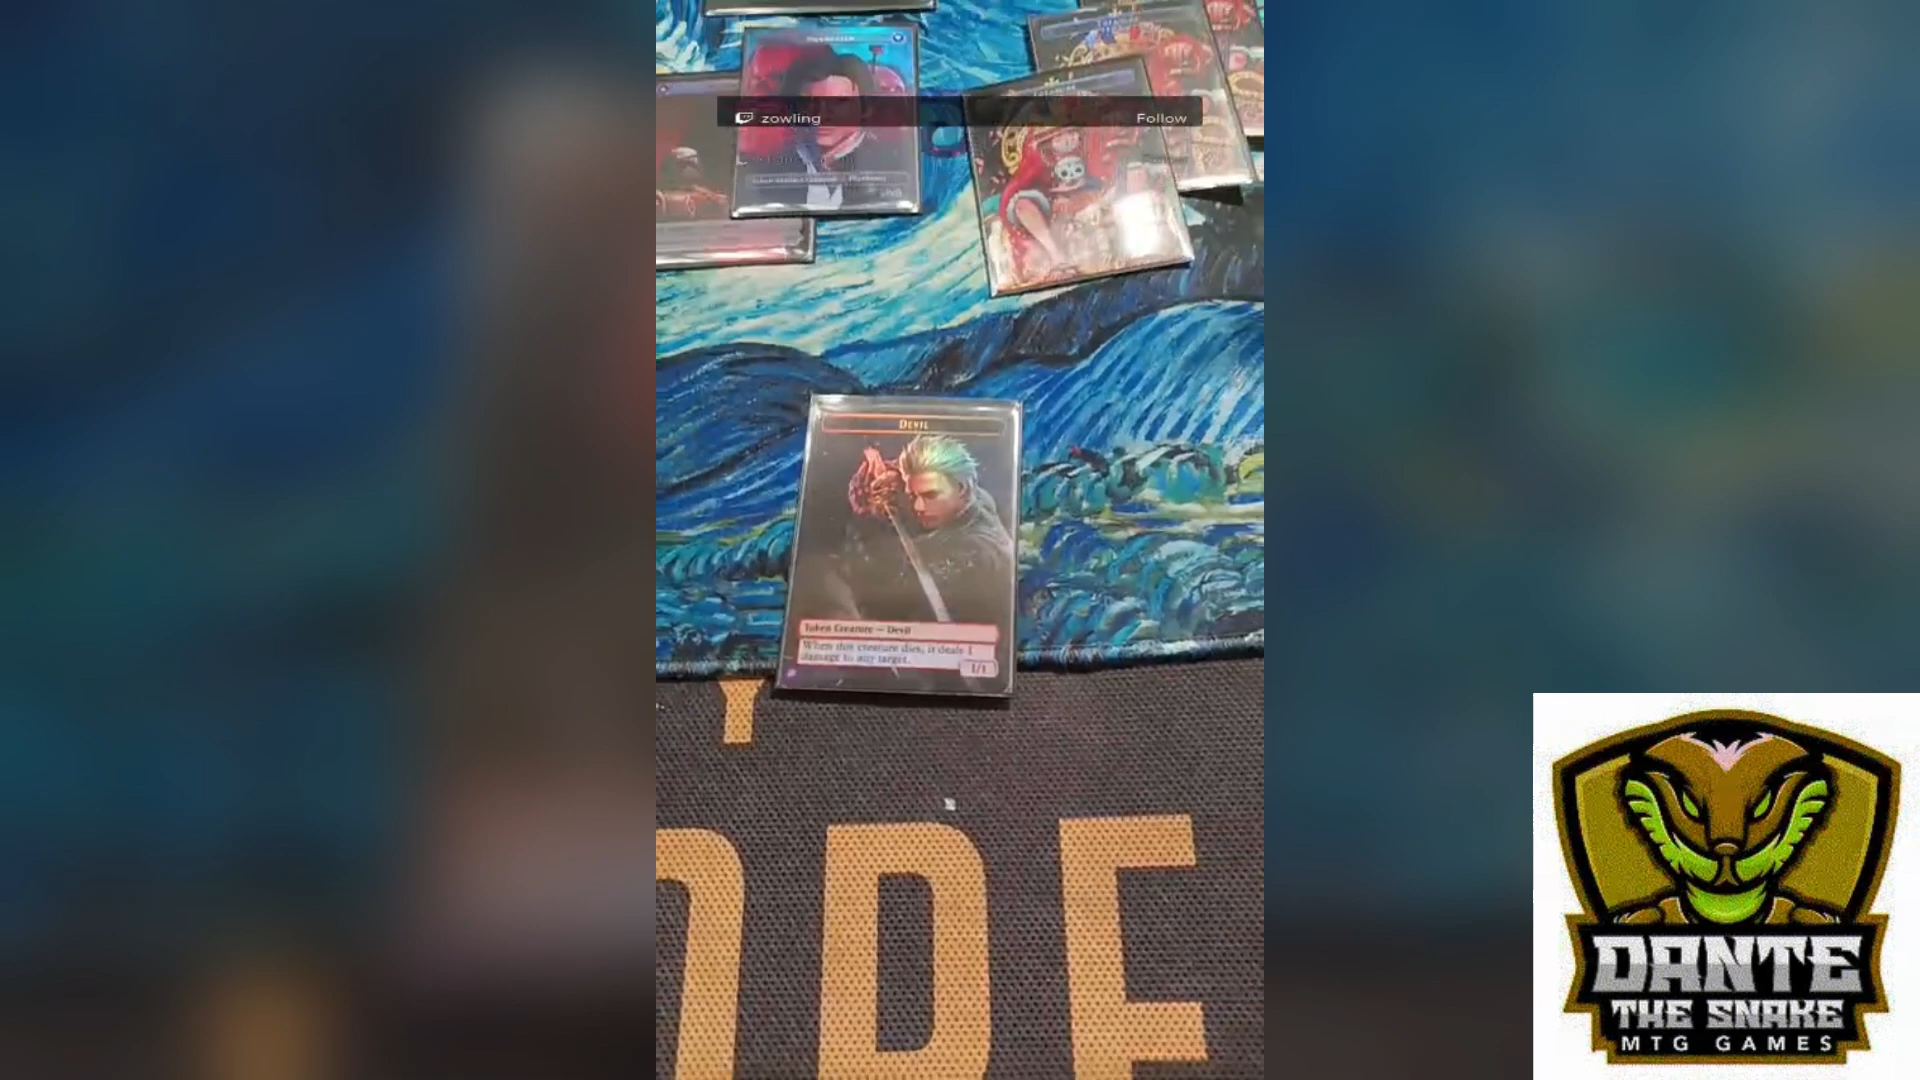 zowling
Follow
DEVIL
Token Creature — Devil
When this creature dies, it deals 1
damage to any target.
1/1
Y
ODE
DANTE
THE SNAKE
MTG GAMES